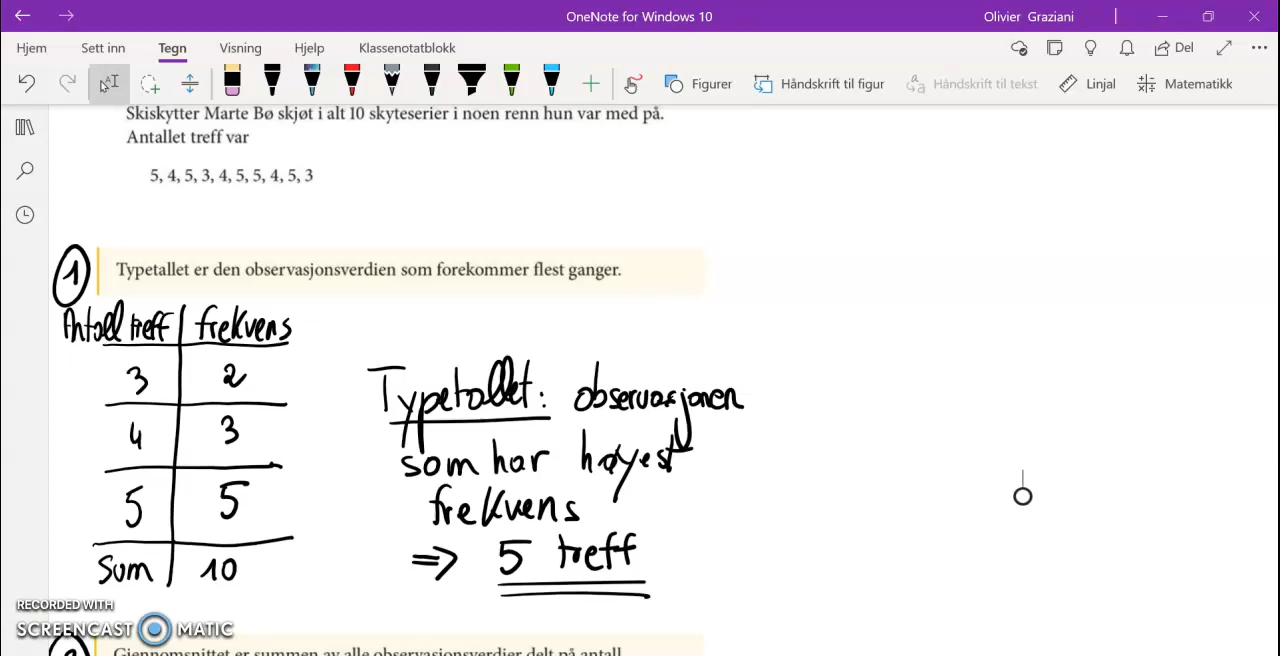 OneNote for Windows 10
Olivier Graziani
Hjem Sett inn Tegn Visning Hjelp Klassenotatblokk
Del
Figurer Håndskrift til figur Håndskrift til tekst Linjal Matematikk
Skiskytter Marte Bø skjøt i alt 10 skyteserier i noen renn hun var med på.
Antallet treff var
5, 4, 5, 3, 4, 5, 5, 4, 5, 3
1
Typetallet er den observasjonsverdien som forekommer flest ganger.
Antall treff frekvens
3 2
4 3
5 5
Sum 10
Typetallet: observasjonen
som har høyest
frekvens
=> 5 treff
RECORDED WITH
SCREENCAST MATIC
Gjennomsnittet er summen av alle observasjonsverdier delt på antall